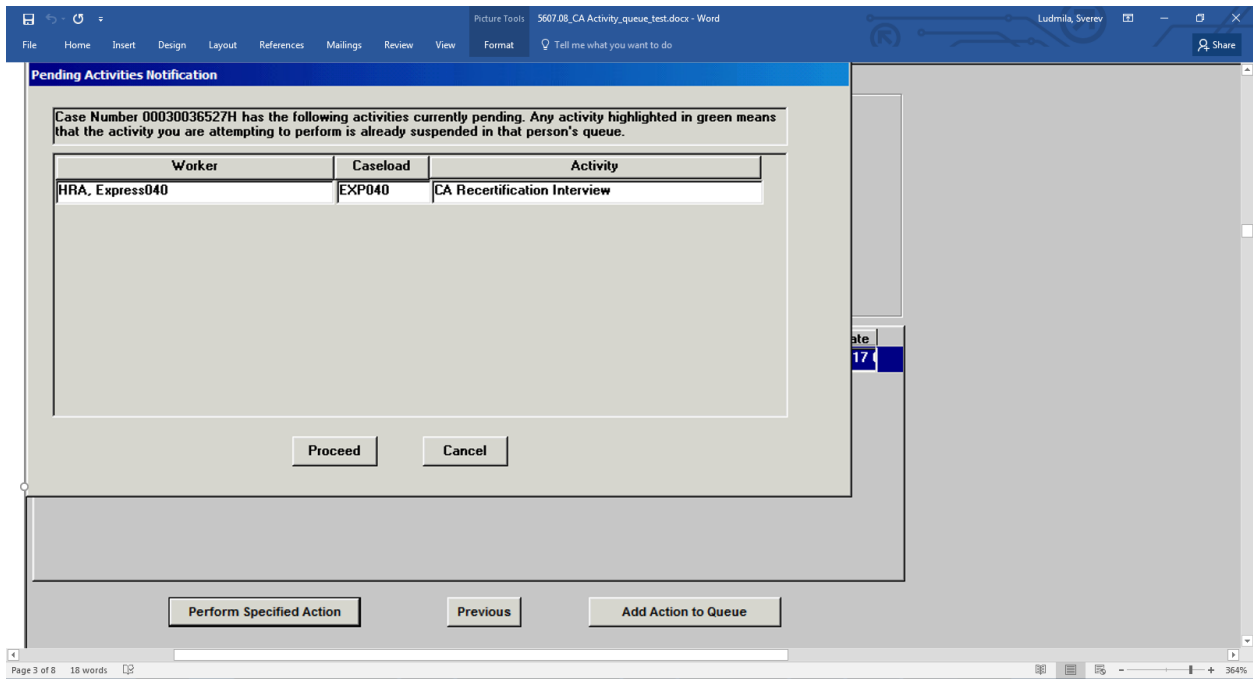 Picture Tools
5607.08_CA Activity_queue_test.docx - Word
Ludmila, Sverev
File Home Insert Design Layout References Mailings Review View Format Tell me what you want to do
Share
Pending Activities Notification
Case Number 00030036527H has the following activities currently pending. Any activity highlighted in green means
that the activity you are attempting to perform is already suspended in that person's queue.
Worker Caseload Activity
HRA, Express040 EXP040 CA Recertification Interview
ate
17
Proceed Cancel
Perform Specified Action Previous Add Action to Queue
Page 3 of 8 18 words
364%